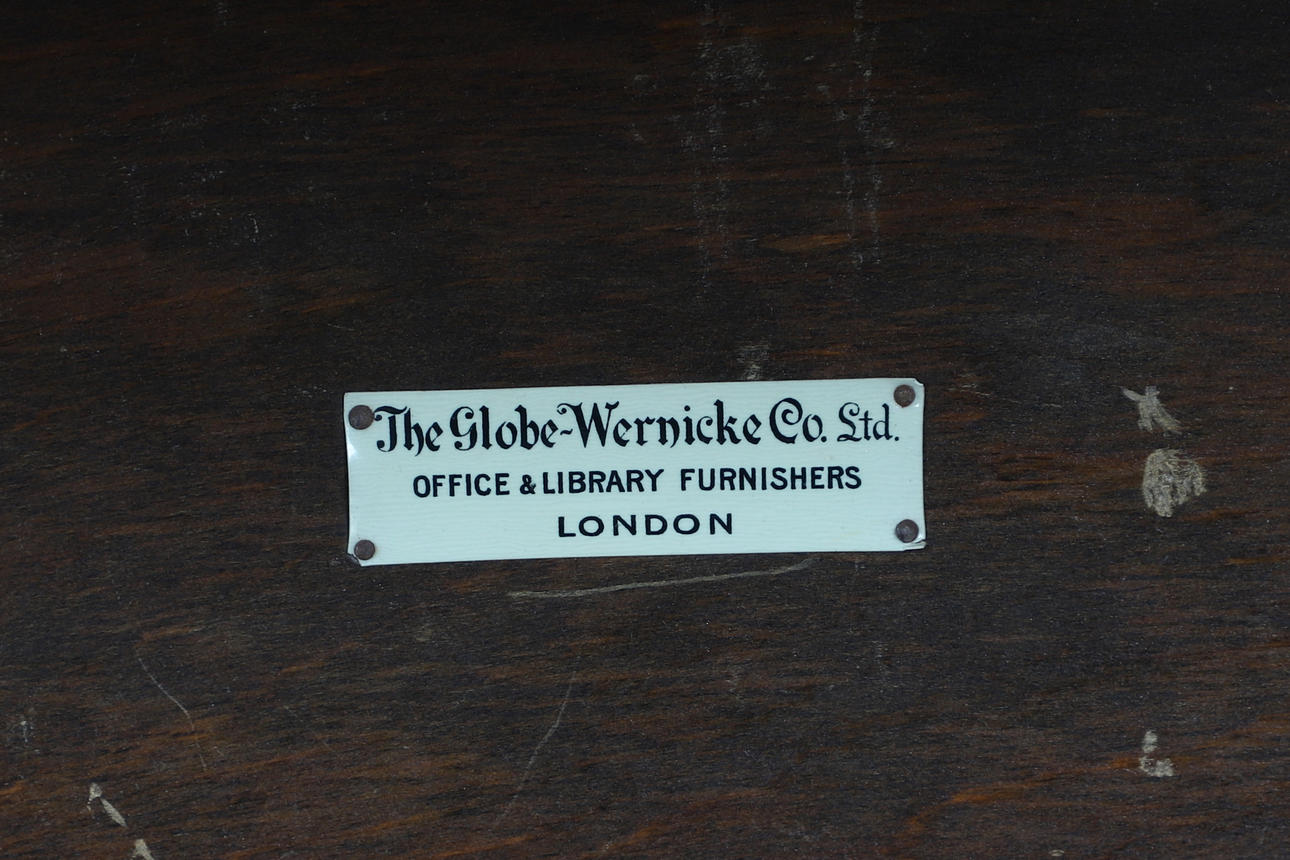 The Globe-Wernicke Co. Ltd.
OFFICE & LIBRARY FURNISHERS
LONDON